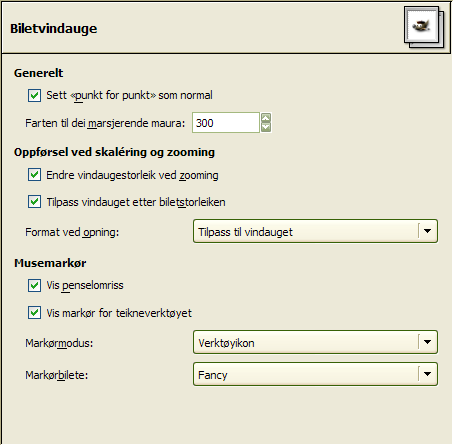 Biletvindauge
Generelt
Sett «punkt for punkt» som normal
Farten til dei marsjerende maura: 300
Oppførsel ved skaléring og zooming
Endre vindaugestorleik ved zooming
Tilpass vindauget etter biletstorleiken
Format ved opning: Tilpass til vindauget
Musemarkør
Vis penselomriss
Vis markør for teikneverktøyet
Markørmodus: Verktøyikon
Markørbilete: Fancy